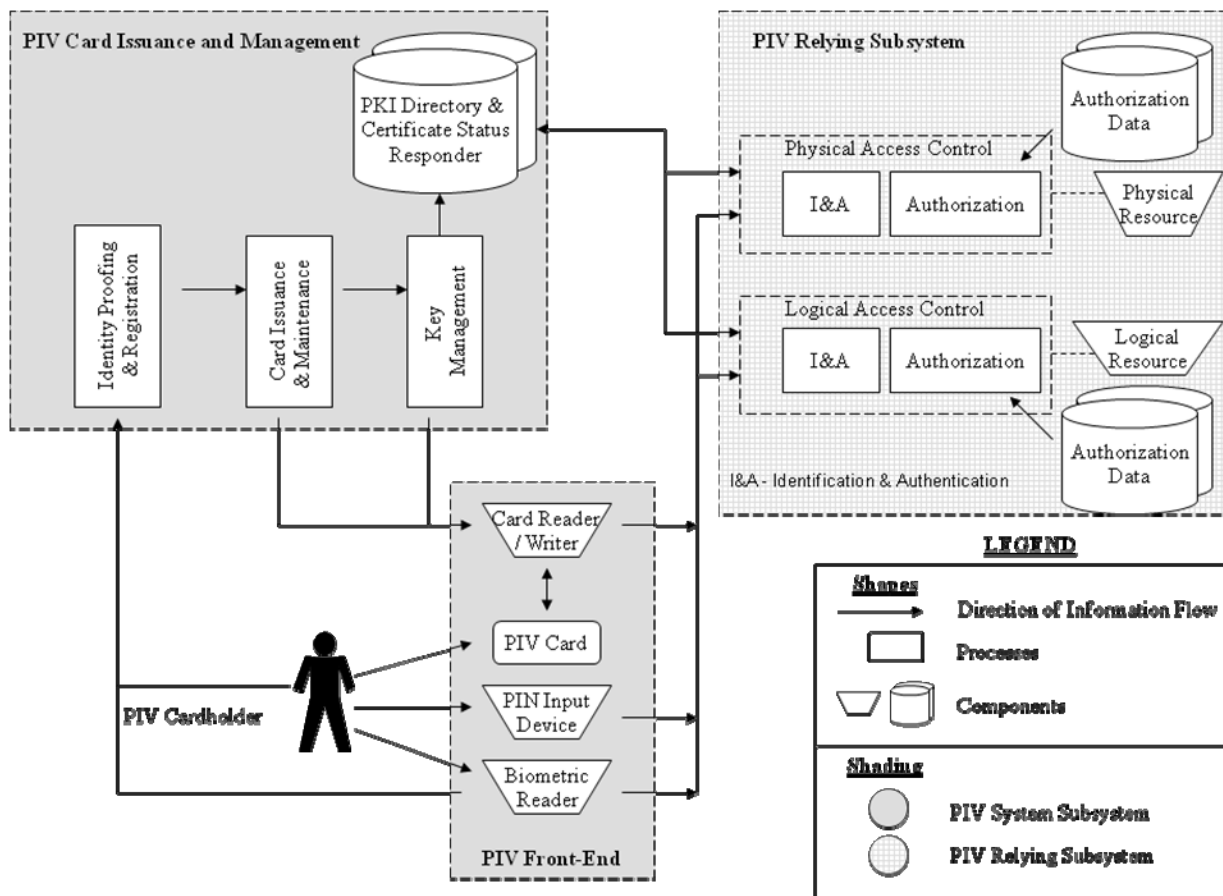 PIV Card Issuance and Management
PKI Directory &
Certificate Status
Responder
Identity Proofing
& Registration
Card Issuance
& Maintenance
Key
Management
PIV Relying Subsystem
Authorization
Data
Physical Access Control
I&A
Authorization
Physical
Resource
Logical Access Control
I&A
Authorization
Logical
Resource
Authorization
Data
I&A - Identification & Authentication
Card Reader
/ Writer
PIV Card
PIN Input
Device
Biometric
Reader
PIV Front-End
PIV Cardholder
LEGEND
Shapes
Direction of Information Flow
Processes
Components
Shading
PIV System Subsystem
PIV Relying Subsystem